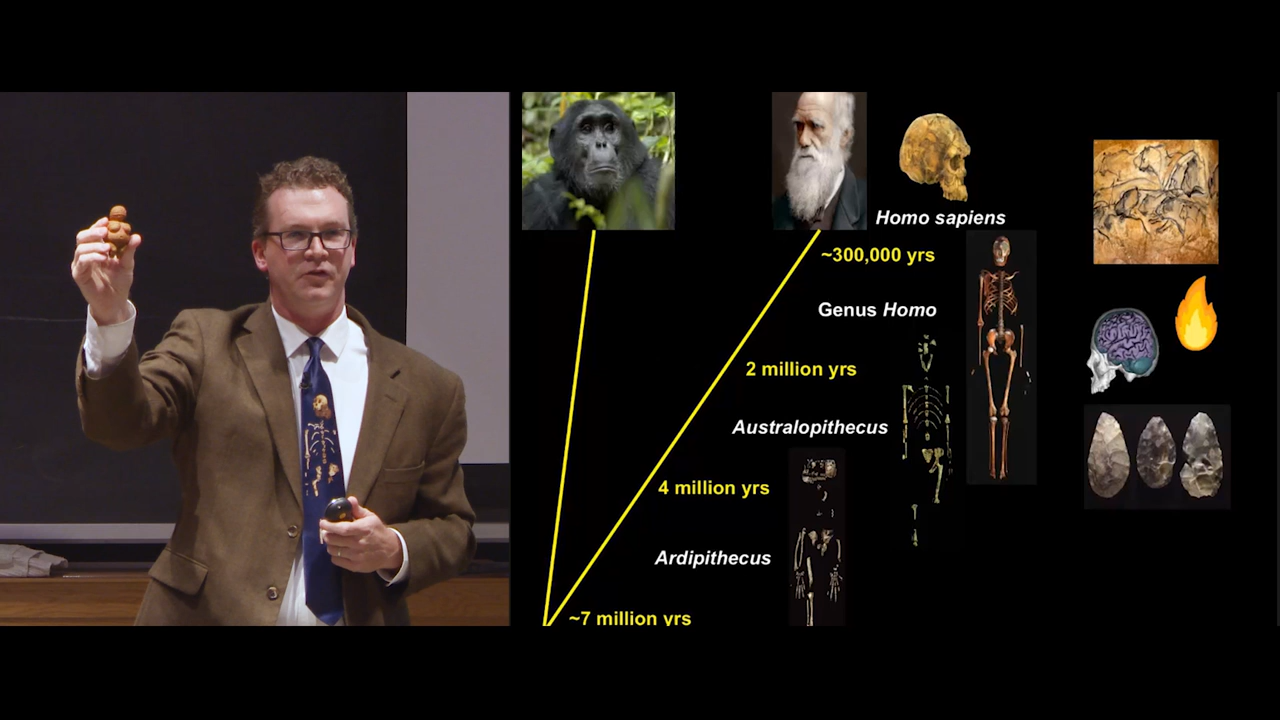 Homo sapiens
~300,000 yrs
Genus Homo
2 million yrs
Australopithecus
4 million yrs
Ardipithecus
~7 million yrs